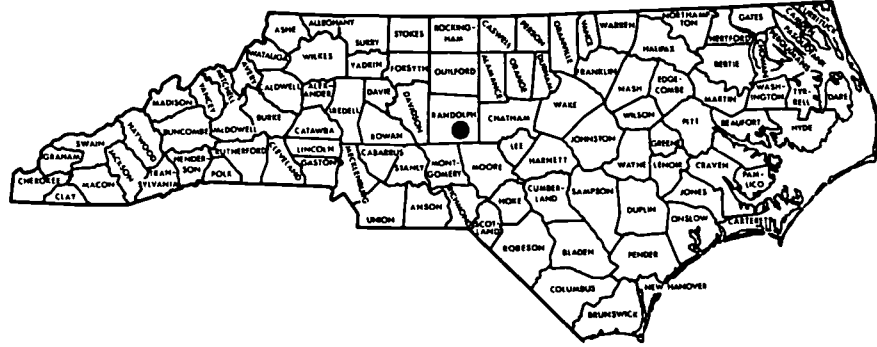 ASHE
ALLEGHANY
SURRY
STOKES
ROCKING-
HAM
CASWELL
PERSON
GRANVILLE
VANCE
WARREN
NORTHAMP-
TON
GATES
HERTFORD
CURRITUCK
CAMDEN
PASQUOTANK
PERQUIMANS
CHOWAN
HALIFAX
BERTIE
WATAUGA
WILKES
YADKIN
FORSYTH
GUILFORD
ALAMANCE
ORANGE
DURHAM
FRANKLIN
NASH
EDGE-
COMBE
MARTIN
WASH-
INGTON
TYR-
RELL
DARE
MITCHELL
AVERY
CALDWELL
ALEX-
ANDER
IREDELL
DAVIE
DAVIDSON
RANDOLPH
CHATHAM
WAKE
WILSON
PITT
BEAUFORT
HYDE
MADISON
YANCEY
BURKE
CATAWBA
ROWAN
BUNCOMBE
McDOWELL
LEE
JOHNSTON
GREENE
SWAIN
HAYWOOD
HENDER-
SON
RUTHERFORD
CLEVELAND
LINCOLN
GASTON
MECKLENBURG
CABARRUS
STANLY
MONT-
GOMERY
MOORE
HARNETT
WAYNE
LENOIR
CRAVEN
PAM-
LICO
GRAHAM
CHEROKEE
CLAY
MACON
JACKSON
TRAN-
SYLVANIA
POLK
UNION
ANSON
RICHMOND
SCOT-
LAND
HOKE
CUMBER-
LAND
SAMPSON
DUPLIN
JONES
ONSLOW
CARTERET
ROBESON
BLADEN
PENDER
COLUMBUS
NEW HANOVER
BRUNSWICK